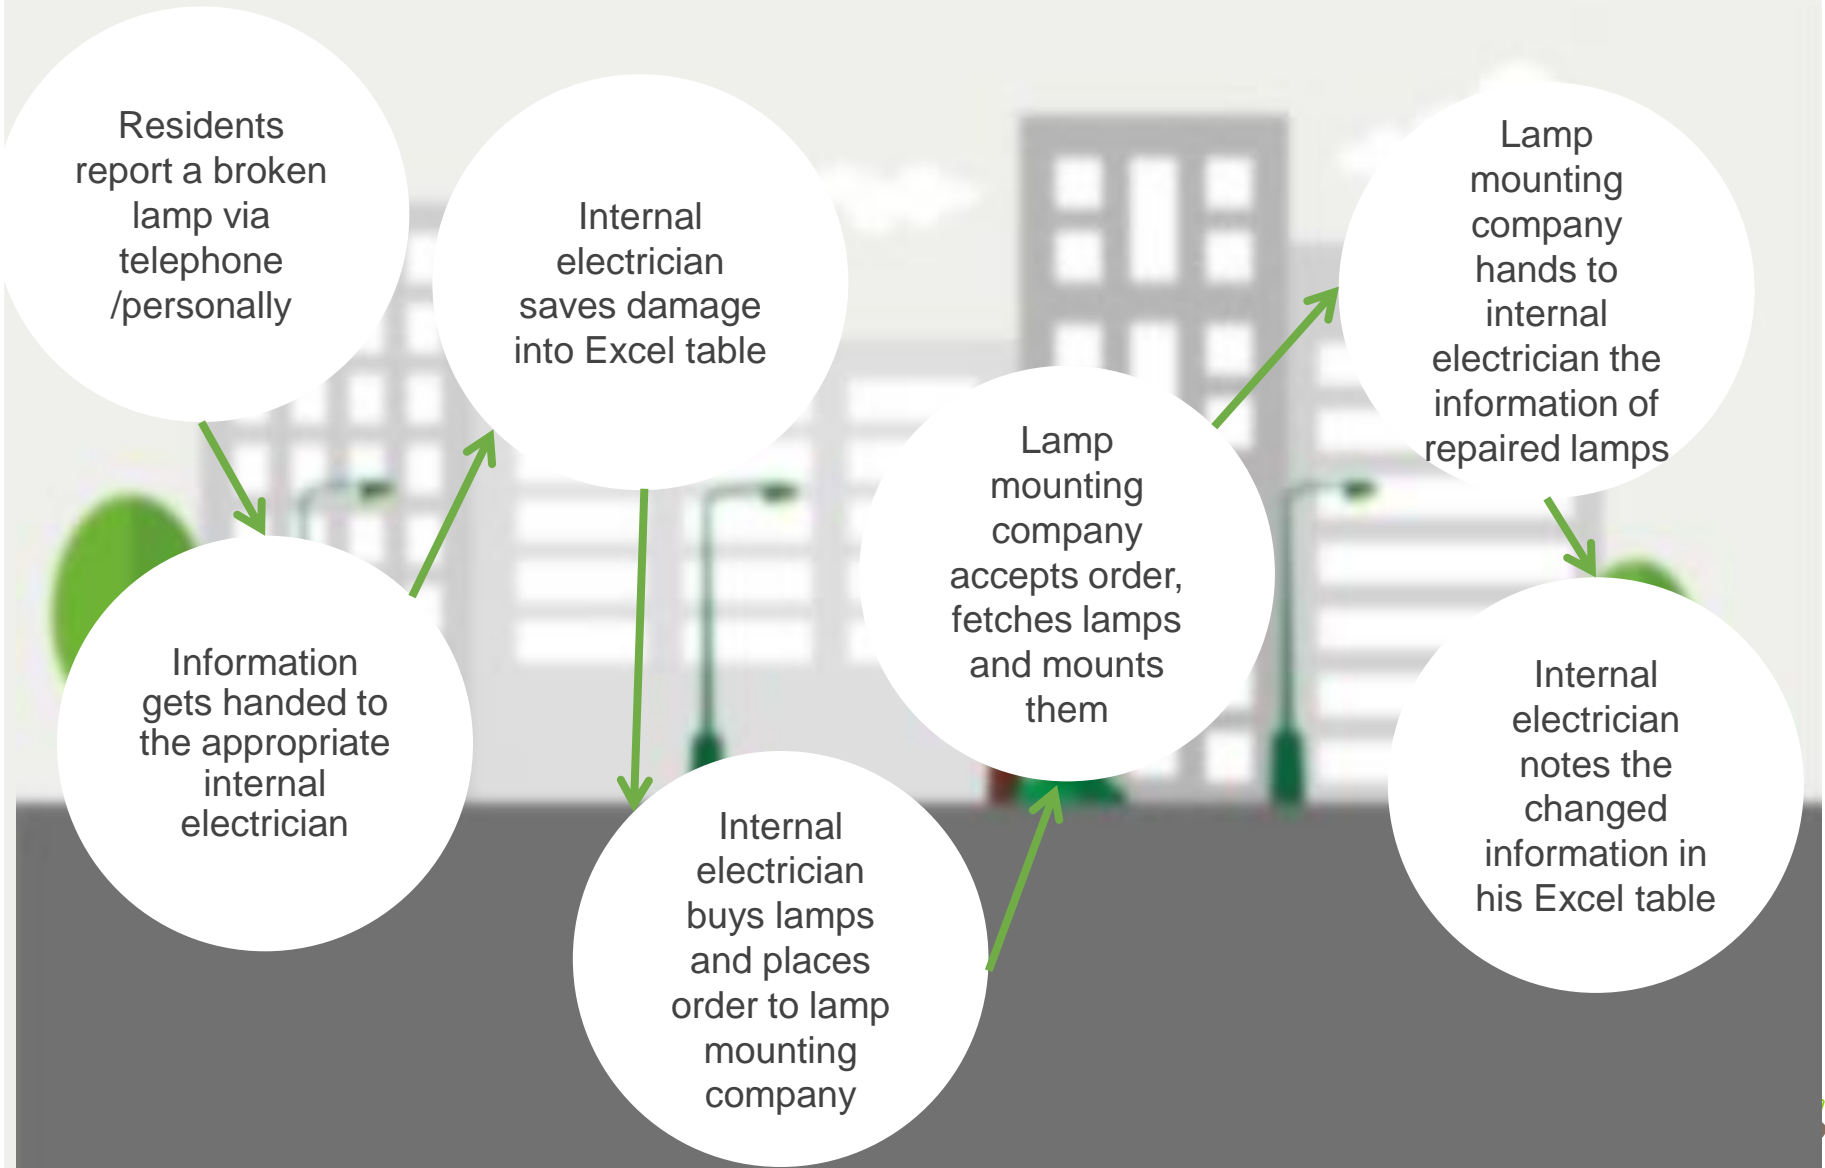 Residents
report a broken
lamp via
telephone
/personally
Information
gets handed to
the appropriate
internal
electrician
Internal
electrician
saves damage
into Excel table
Internal
electrician
buys lamps
and places
order to lamp
mounting
company
Lamp
mounting
company
accepts order,
fetches lamps
and mounts
them
Lamp
mounting
company
hands to
internal
electrician the
information of
repaired lamps
Internal
electrician
notes the
changed
information in
his Excel table